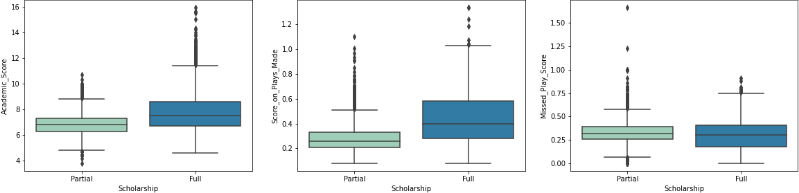 16
14
12
10
8
6
4
Academic_Score
Partial
Full
Scholarship
1.2
1.0
0.8
0.6
0.4
0.2
Score_on_Plays_Made
Partial
Full
Scholarship
1.50
1.25
1.00
0.75
0.50
0.25
0.00
Missed_Play_Score
Partial
Full
Scholarship